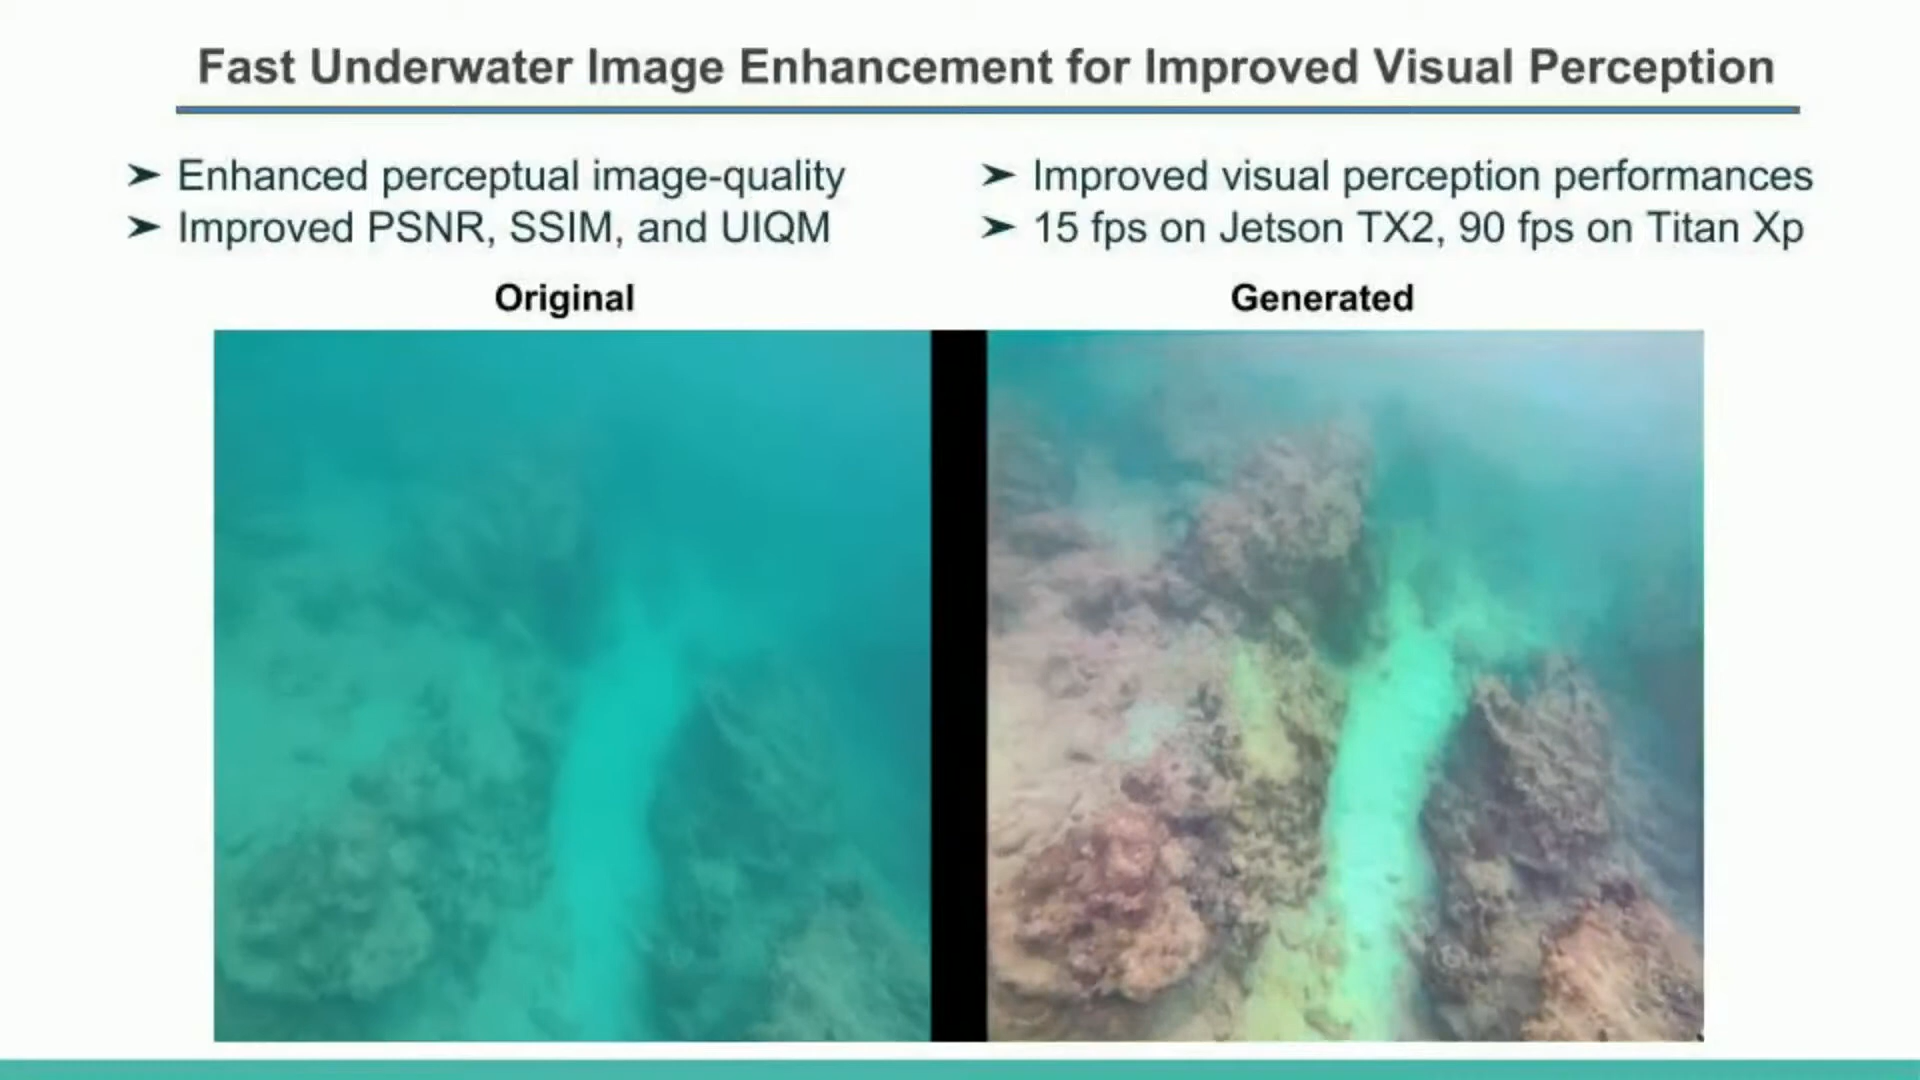 Fast Underwater Image Enhancement for Improved Visual Perception
➤ Enhanced perceptual image-quality
➤ Improved PSNR, SSIM, and UIQM
➤ Improved visual perception performances
➤ 15 fps on Jetson TX2, 90 fps on Titan Xp
Original
Generated